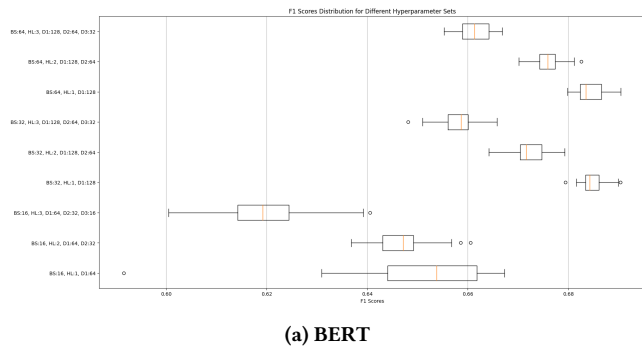 F1 Scores Distribution for Different Hyperparameter Sets
BS:64, HL:3, D1:128, D2:64, D3:32
BS:64, HL:2, D1:128, D2:64
BS:64, HL:1, D1:128
BS:32, HL:3, D1:128, D2:64, D3:32
BS:32, HL:2, D1:128, D2:64
BS:32, HL:1, D1:128
BS:16, HL:3, D1:64, D2:32, D3:16
BS:16, HL:2, D1:64, D2:32
BS:16, HL:1, D1:64
0.60 0.62 0.64 0.66 0.68
F1 Scores
(a) BERT